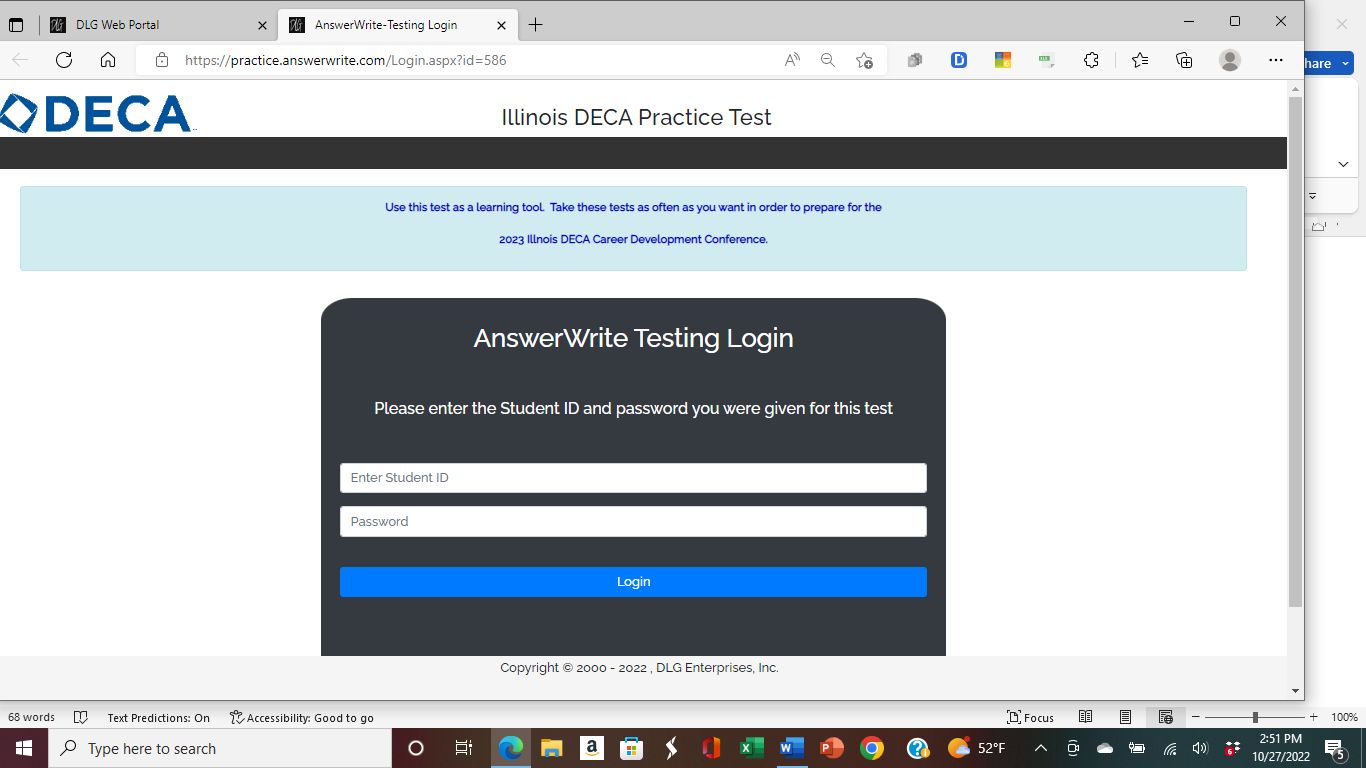 DLG Web Portal
AnswerWrite-Testing Login
https://practice.answerwrite.com/Login.aspx?id=586
hare
DECA
Illinois DECA Practice Test
Use this test as a learning tool. Take these tests as often as you want in order to prepare for the
2023 Illnois DECA Career Development Conference.
AnswerWrite Testing Login
Please enter the Student ID and password you were given for this test
Enter Student ID
Password
Login
Copyright © 2000 - 2022 , DLG Enterprises, Inc.
68 words Text Predictions: On Accessibility: Good to go Focus 100%
Type here to search
52°F
2:51 PM
10/27/2022
5